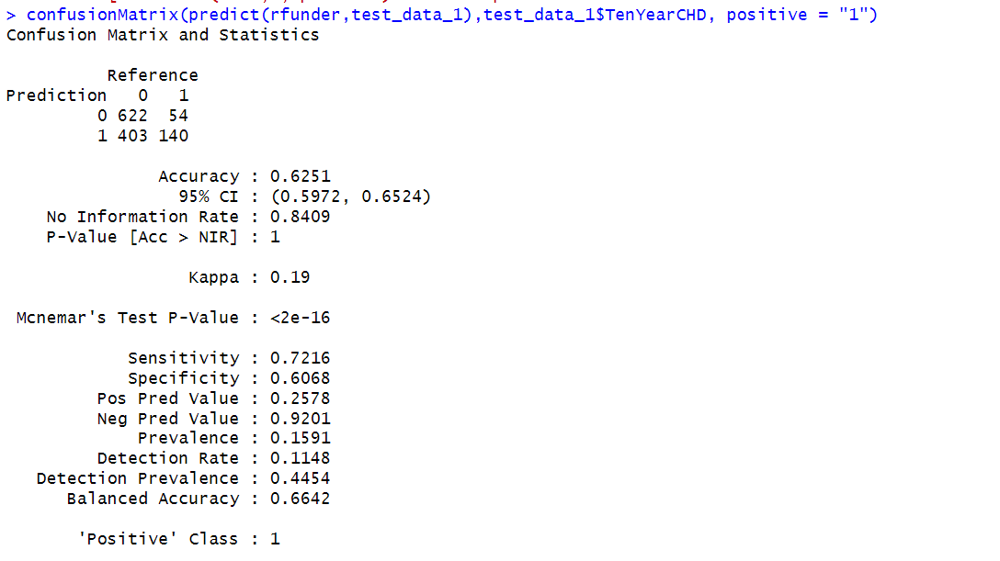 > confusionMatrix(predict(rfunder,test_data_1),test_data_1$TenYearCHD, positive = "1")
Confusion Matrix and Statistics

          Reference
Prediction   0   1
         0 622  54
         1 403 140

               Accuracy : 0.6251
                 95% CI : (0.5972, 0.6524)
    No Information Rate : 0.8409
    P-Value [Acc > NIR] : 1

                  Kappa : 0.19

 Mcnemar's Test P-Value : <2e-16

            Sensitivity : 0.7216
            Specificity : 0.6068
         Pos Pred Value : 0.2578
         Neg Pred Value : 0.9201
             Prevalence : 0.1591
         Detection Rate : 0.1148
   Detection Prevalence : 0.4454
      Balanced Accuracy : 0.6642

       'Positive' Class : 1